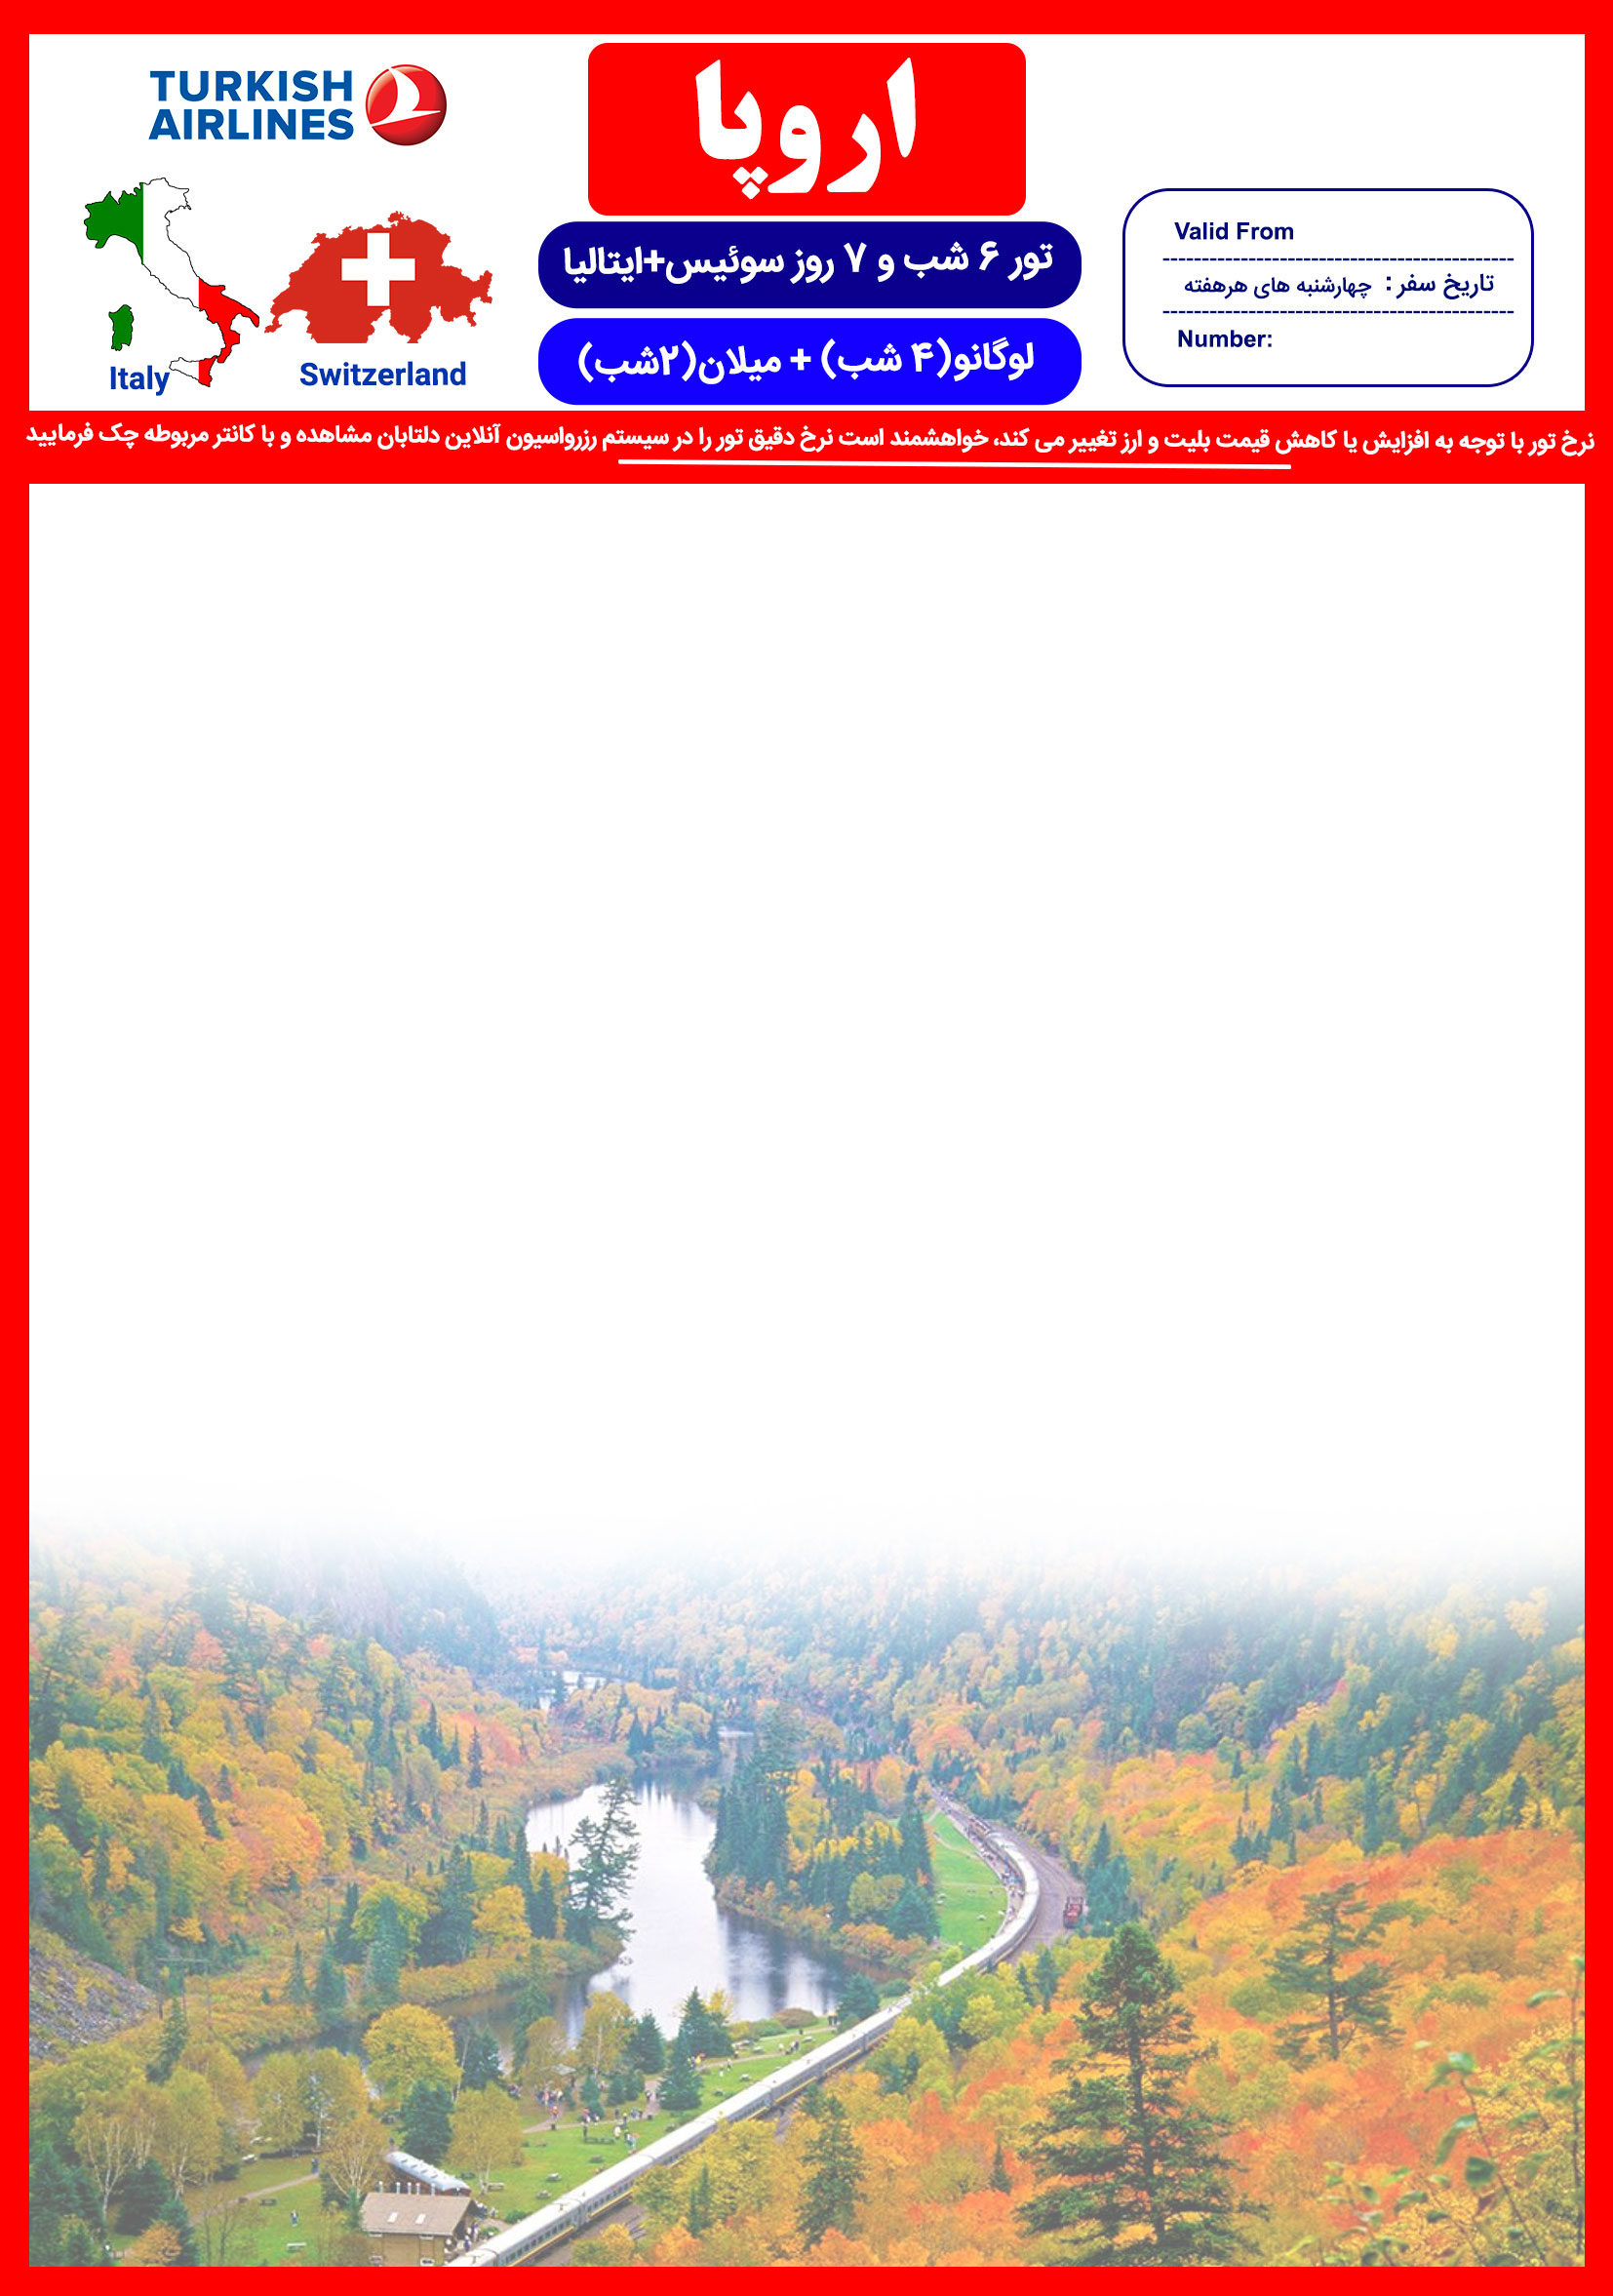 TURKISH
AIRLINES
اروپا
تور ۶ شب و ۷ روز سوئیس+ایتالیا
لوگانو(۴ شب) + میلان(۲شب)
Valid From
تاریخ سفر : چهارشنبه های هرهفته
Number:
Italy
Switzerland
نرخ تور با توجه به افزایش یا کاهش قیمت بلیت و ارز تغییر می کند، خواهشمند است نرخ دقیق تور را در سیستم رزرواسیون آنلاین دلتابان مشاهده و با کانتر مربوطه چک فرمایید